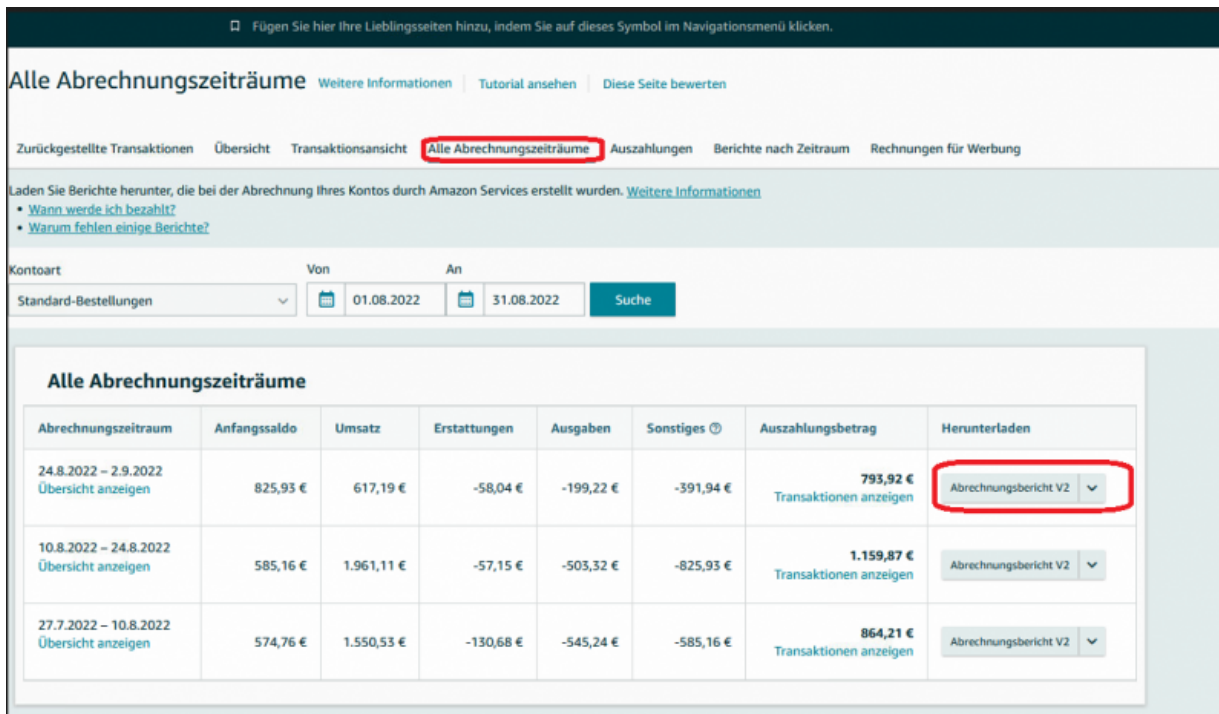 Fügen Sie hier Ihre Lieblingsseiten hinzu, indem Sie auf dieses Symbol im Navigationsmenü klicken.
Alle Abrechnungszeiträume Weitere Informationen Tutorial ansehen Diese Seite bewerten
Zurückgestellte Transaktionen Übersicht Transaktionsansicht Alle Abrechnungszeiträume Auszahlungen Berichte nach Zeitraum Rechnungen für Werbung
Laden Sie Berichte herunter, die bei der Abrechnung Ihres Kontos durch Amazon Services erstellt wurden. Weitere Informationen
• Wann werde ich bezahlt?
• Warum fehlen einige Berichte?
Kontoart Von An
Standard-Bestellungen 01.08.2022 31.08.2022 Suche
Alle Abrechnungszeiträume
Abrechnungszeitraum Anfangssaldo Umsatz Erstattungen Ausgaben Sonstiges Auszahlungsbetrag Herunterladen
24.8.2022 – 2.9.2022 825,93 € 617,19 € -58,04 € -199,22 € -391,94 € 793,92 € Abrechnungsbericht V2
Übersicht anzeigen Transaktionen anzeigen
10.8.2022 – 24.8.2022 585,16 € 1.961,11 € -57,15 € -503,32 € -825,93 € 1.159,87 € Abrechnungsbericht V2
Übersicht anzeigen Transaktionen anzeigen
27.7.2022 – 10.8.2022 574,76 € 1.550,53 € -130,68 € -545,24 € -585,16 € 864,21 € Abrechnungsbericht V2
Übersicht anzeigen Transaktionen anzeigen